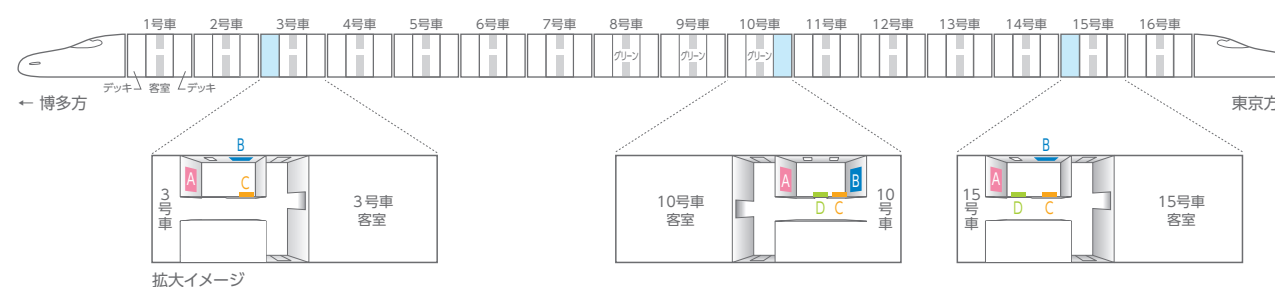 1号車 2号車 3号車 4号車 5号車 6号車 7号車 8号車 9号車 10号車 11号車 12号車 13号車 14号車 15号車 16号車
グリーン グリーン グリーン
デッキ 客室 デッキ
← 博多方
東京方
B
A
C
3号車
3号車
客室
10号車
客室
A
B
D C
10号車
B
A
D C
15号車
15号車
客室
拡大イメージ